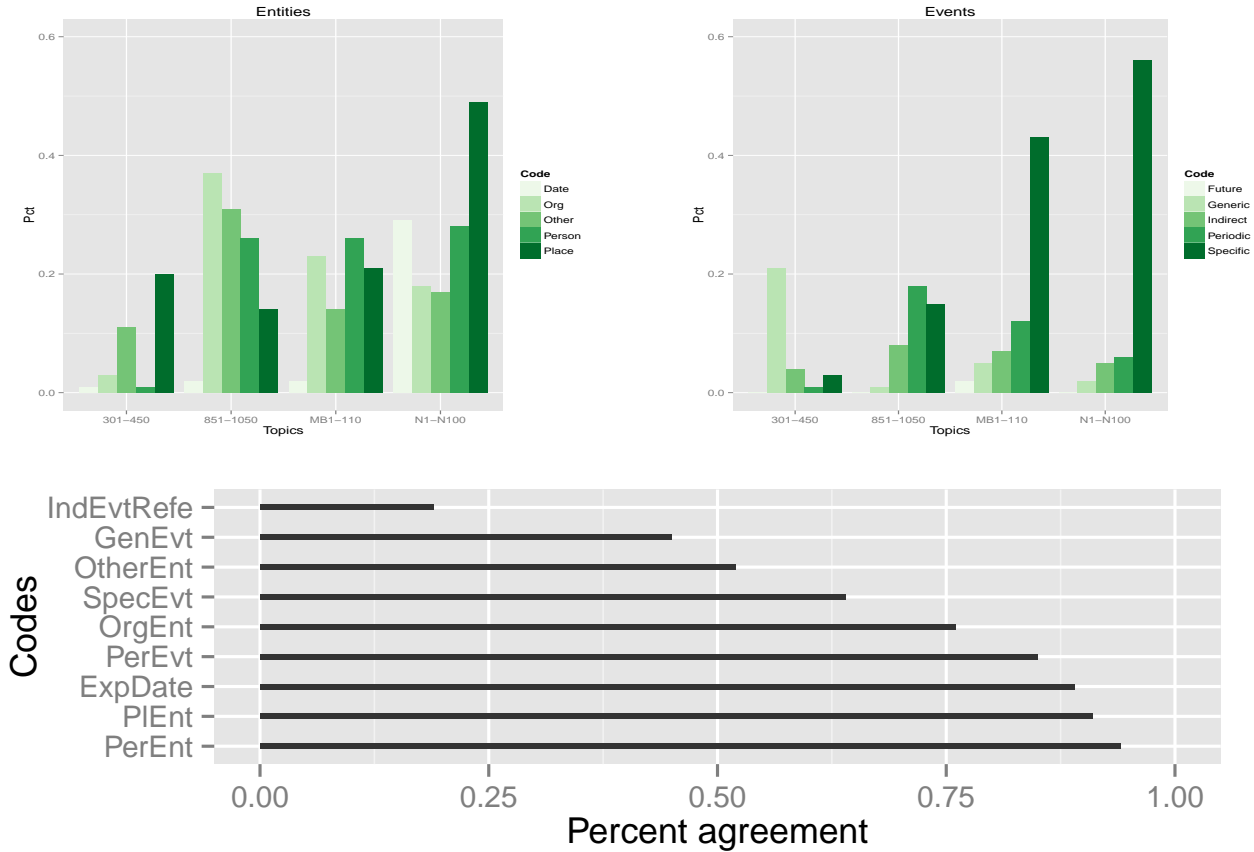 Entities
0.6
0.4
0.2
0.0
Pct
301−450
851−1050
MB1−110
N1−N100
Topics
Code
Date
Org
Other
Person
Place
Events
0.6
0.4
0.2
0.0
Pct
301−450
851−1050
MB1−110
N1−N100
Topics
Code
Future
Generic
Indirect
Periodic
Specific
Codes
IndEvtRefe
GenEvt
OtherEnt
SpecEvt
OrgEnt
PerEvt
ExpDate
PlEnt
PerEnt
0.00 0.25 0.50 0.75 1.00
Percent agreement